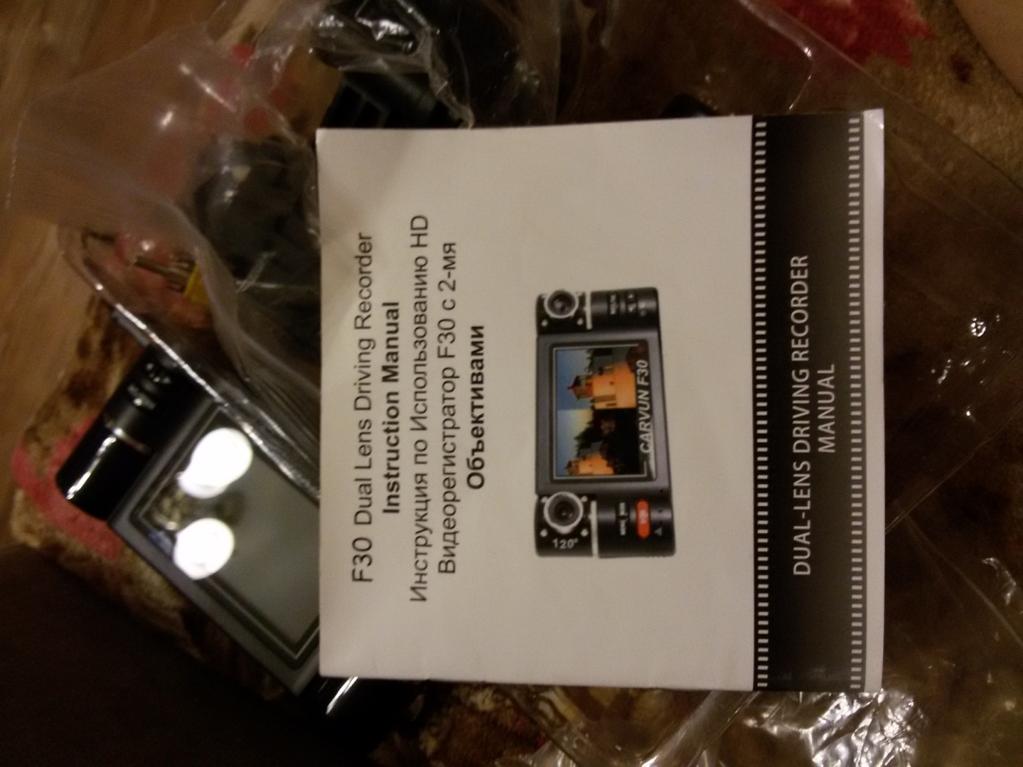 F30 Dual Lens Driving Recorder
Instruction Manual
Инструкция по Использованию HD
Видеорегистратор F30 с 2-мя
Объективами
120°
CARVUN F30
DUAL-LENS DRIVING RECORDER
MANUAL